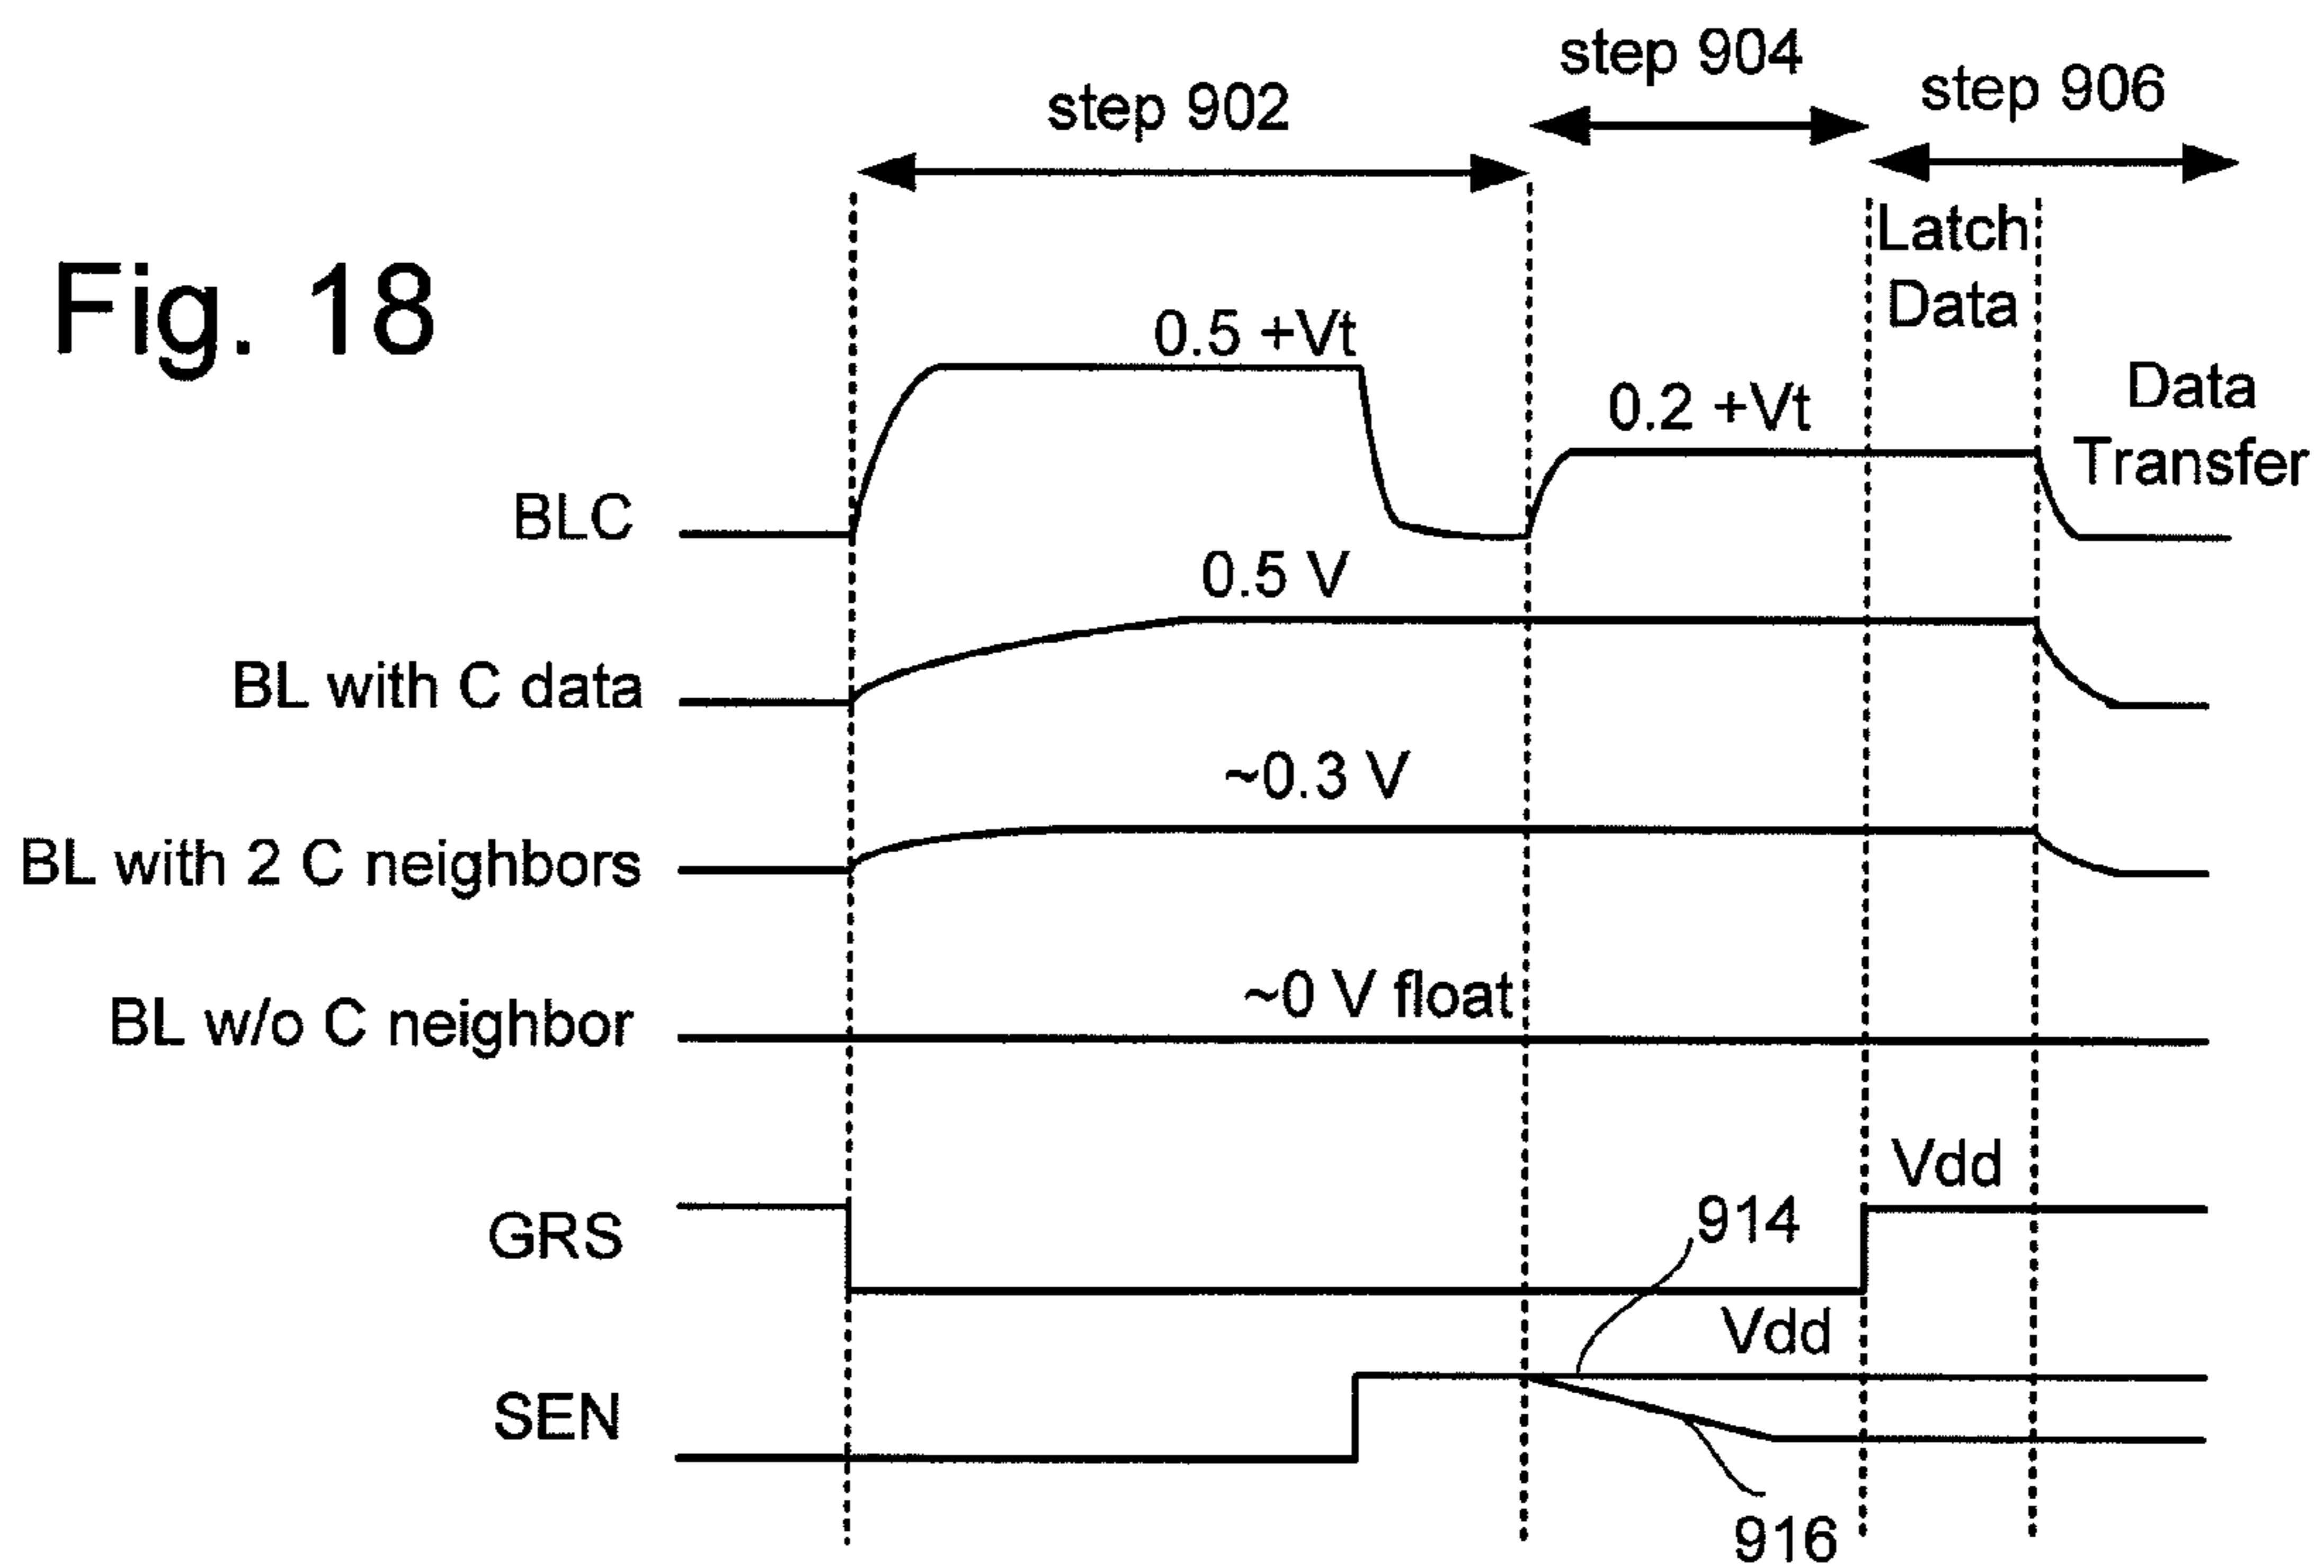 step 904
step 906
step 902
Latch
Data
Fig. 18
0.5 +Vt
0.2 +Vt
Data
Transfer
BLC
0.5 V
BL with C data
~0.3 V
BL with 2 C neighbors
~0 V float
BL w/o C neighbor
Vdd
914
GRS
Vdd
SEN
916